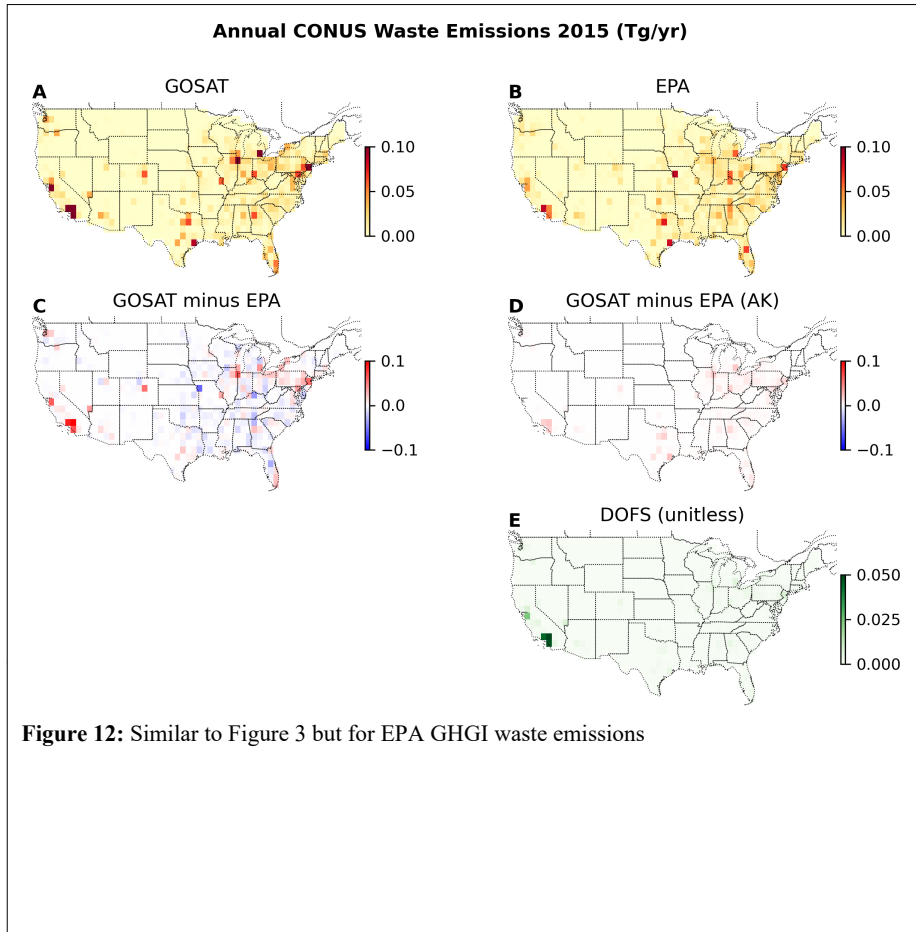 Annual CONUS Waste Emissions 2015 (Tg/yr)
A GOSAT
0.10
0.05
0.00
B EPA
0.10
0.05
0.00
C GOSAT minus EPA
0.1
0.0
−0.1
D GOSAT minus EPA (AK)
0.1
0.0
−0.1
E DOFS (unitless)
0.050
0.025
0.000
Figure 12: Similar to Figure 3 but for EPA GHGI waste emissions